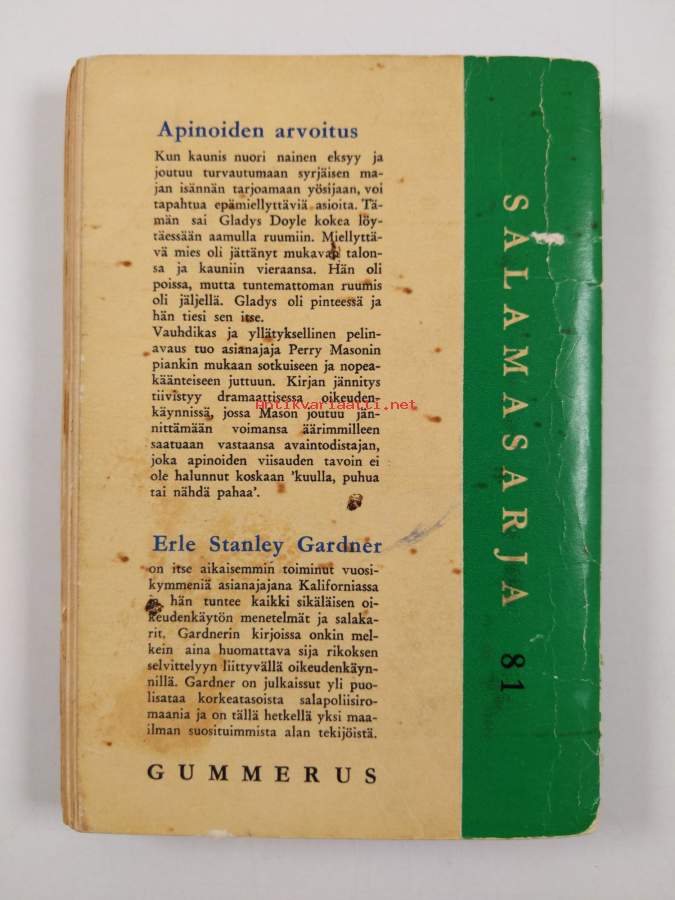 Apinoiden arvoitus
Kun kaunis nuori nainen eksyy ja
joutuu turvautumaan syrjäisen ma-
jan isännän tarjoamaan yösijaan, voi
tapahtua epämiellyttäviä asioita. Tä-
män sai Gladys Doyle kokea löy-
täessään aamulla ruumiin. Miellyttä-
vä mies oli jättänyt mukavan talon-
sa ja kauniin vieraansa. Hän oli
poissa, mutta tuntemattoman ruumis
oli jäljellä. Gladys oli pinteessä ja
hän tiesi sen itse.
Vauhdikas ja yllätyksellinen pelin-
avaus tuo asianajaja Perry Masonin
piankin mukaan sotkuiseen ja nopea-
käänteiseen juttuun. Kirjan jännitys
tiivistyy dramaattisessa oikeuden-
käynnissä, jossa Mason joutuu jän-
nittämään voimansa äärimmilleen
saatuaan vastaansa avaintodistajan,
joka apinoiden viisauden tavoin ei
ole halunnut koskaan 'kuulla, puhua
tai nähdä pahaa'.
Erle Stanley Gardner
on itse aikaisemmin toiminut vuosi-
kymmeniä asianajajana Kaliforniassa
hän tuntee kaikki sikäläisen oi-
keudenkäytön menetelmät ja salaka-
rit. Gardnerin kirjoissa onkin mel-
kein aina huomattava sija rikoksen
selvittelyyn liittyvällä oikeudenkäyn-
nillä. Gardner on julkaissut yli puo-
lisataa korkeatasoista salapoliisiro-
maania ja on tällä hetkellä yksi maa-
ilman suosituimmista alan tekijöistä.
GUMMERUS
SALAMASARJA 81
Antikvariaatti.net